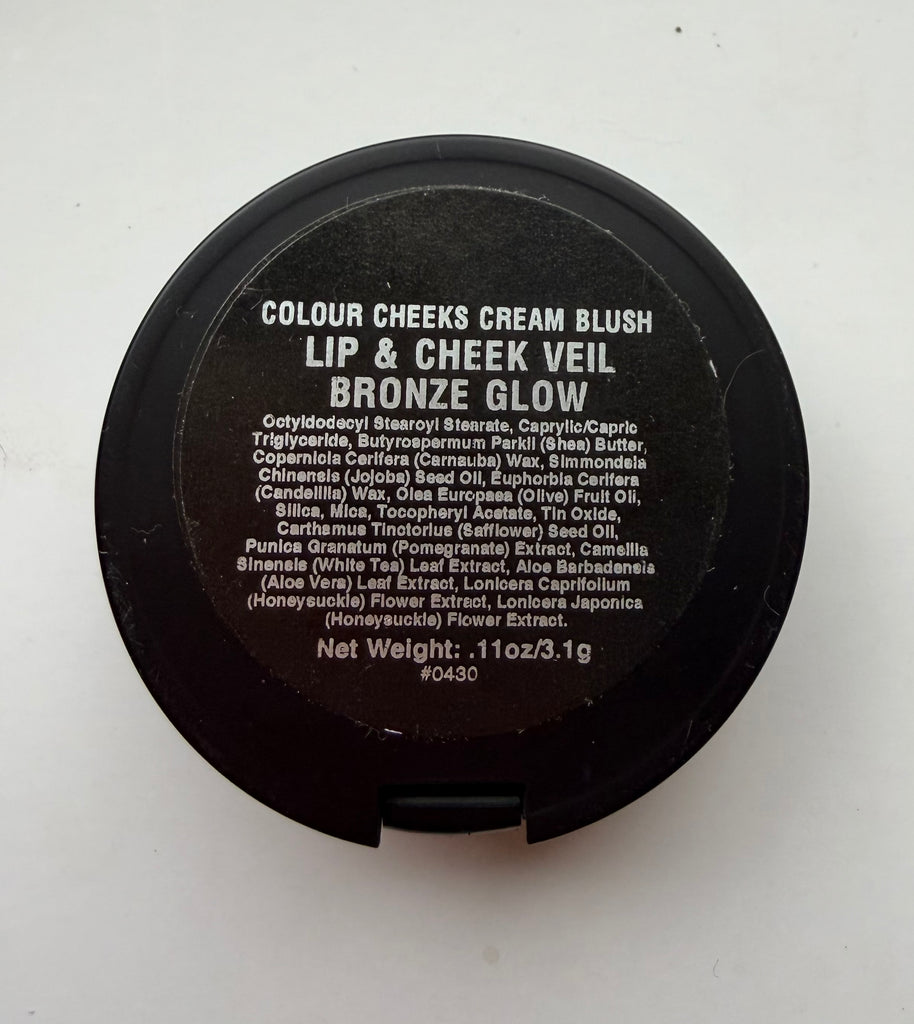 COLOUR CHEEKS CREAM BLUSH
LIP & CHEEK VEIL
BRONZE GLOW
Octyldodecyl Stearoyl Stearate, Caprylic/Capric
Triglyceride, Butyrospermum Parkii (Shea) Butter,
Copernicia Cerifera (Carnauba) Wax, Simmondsia
Chinensis (Jojoba) Seed Oil, Euphorbia Cerifera
(Candelilla) Wax, Olea Europaea (Olive) Fruit Oil,
Silica, Mica, Tocopheryl Acetate, Tin Oxide,
Carthamus Tinctorius (Safflower) Seed Oil,
Punica Granatum (Pomegranate) Extract, Camellia
Sinensis (White Tea) Leaf Extract, Aloe Barbadensis
(Aloe Vera) Leaf Extract, Lonicera Caprifolium
(Honeysuckle) Flower Extract, Lonicera Japonica
(Honeysuckle) Flower Extract.
Net Weight: .11oz/3.1g
#0430